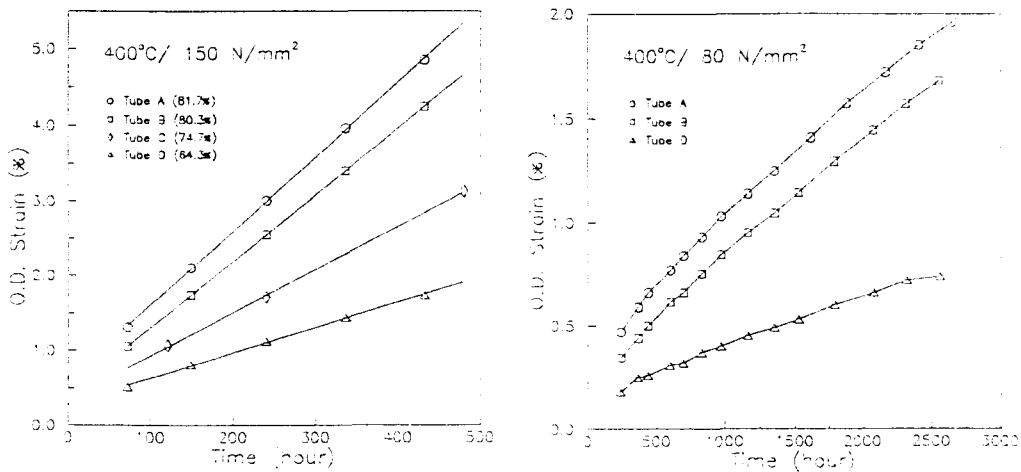 400°C/ 150 N/mm²
○ Tube A (81.7%)
□ Tube B (80.3%)
◇ Tube C (74.7%)
△ Tube D (64.3%)
5.0
4.0
3.0
2.0
1.0
0.0
O.D. Strain (%)
0
100
200
300
400
500
Time (hour)
400°C/ 80 N/mm²
○ Tube A
□ Tube B
△ Tube D
2.0
1.5
1.0
0.5
0.0
O.D. Strain (%)
0
500
1000
1500
2000
2500
3000
Time (hour)